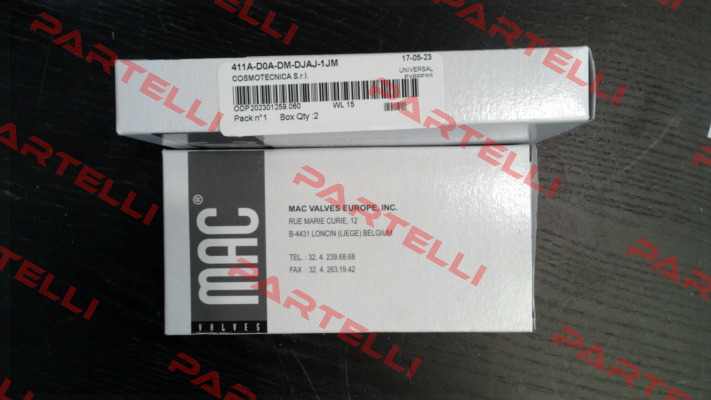 411A-D0A-DM-DJAJ-1JM
17-05-23
COSMOTECNICA S.r.l.
UNIVERSAL
EXPRESS
ODP202301259.060 WL 15
Pack n°1 Box Qty :2
MAC VALVES EUROPE, INC.
RUE MARIE CURIE, 12
B-4431 LONCIN (LIEGE) BELGIUM
TEL. : 32. 4. 239.68.68
FAX : 32. 4. 263.19.42
MAC®
VALVES
PARTELLI
PARTELLI
PARTELLI
PARTELLI
PARTELLI
PARTELLI